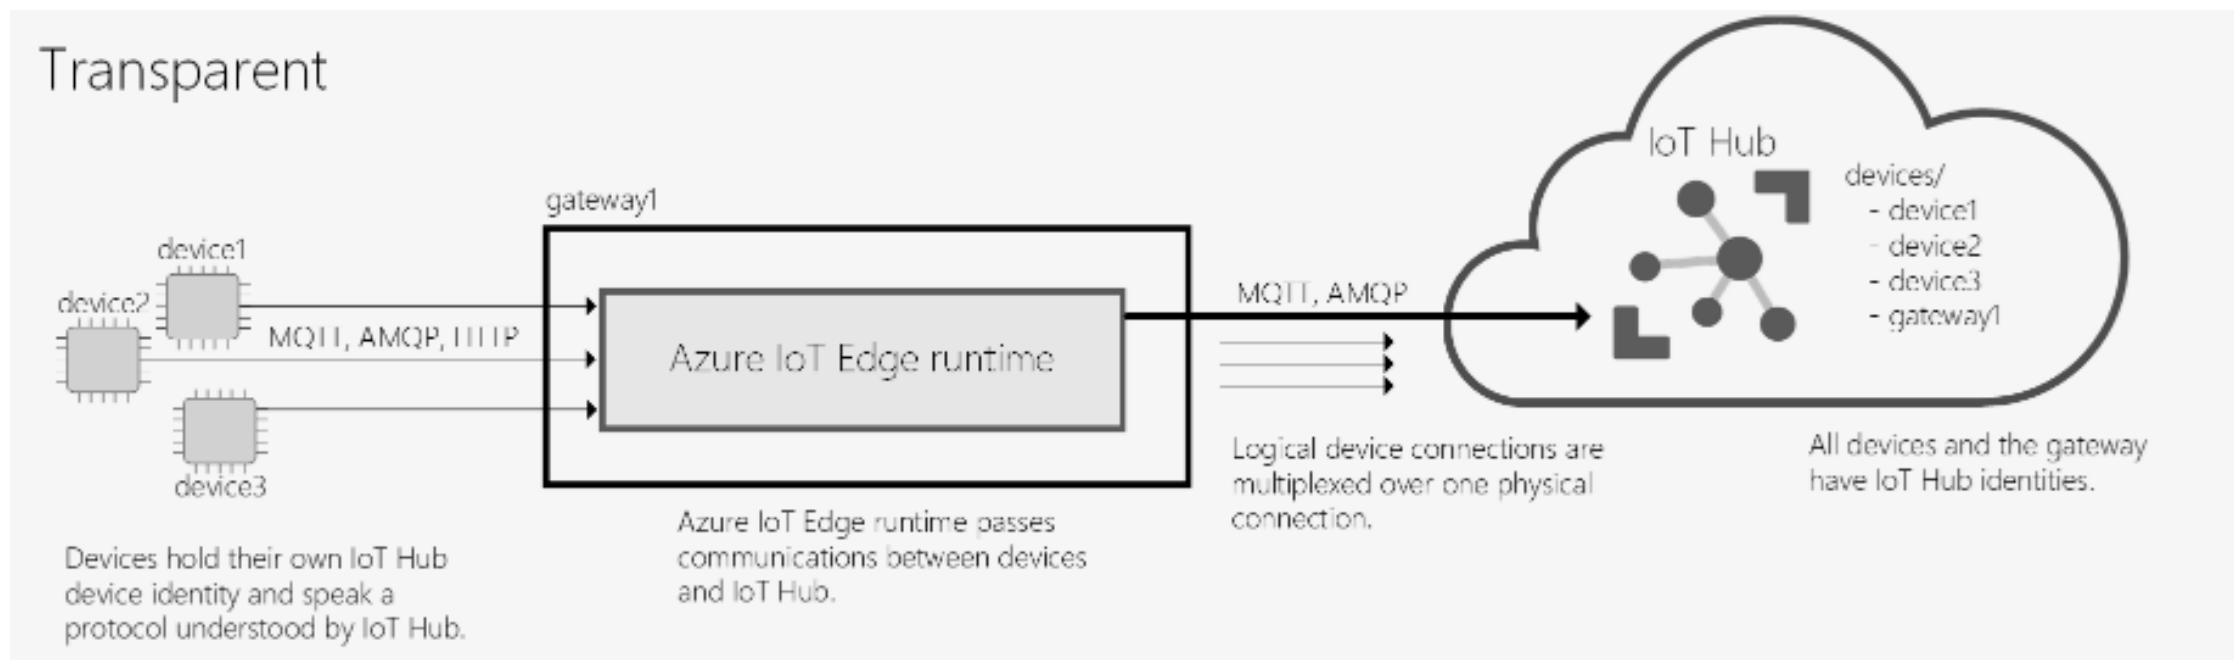 Transparent
IoT Hub
devices/
- device1
- device2
- device3
- gateway1
gateway1
device1
device2
MQTT, AMQP, HTTP
device3
Azure IoT Edge runtime
MQTT, AMQP
Devices hold their own IoT Hub
device identity and speak a
protocol understood by IoT Hub.
Azure IoT Edge runtime passes
communications between devices
and IoT Hub.
Logical device connections are
multiplexed over one physical
connection.
All devices and the gateway
have IoT Hub identities.